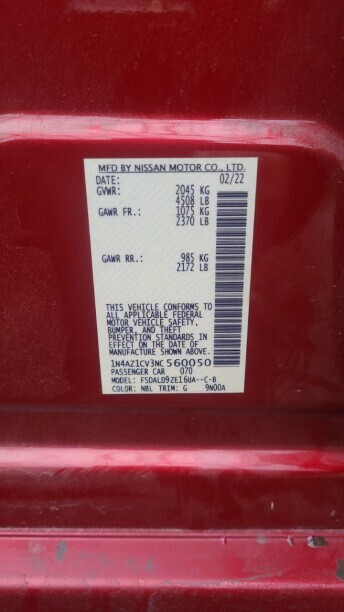 MFD BY NISSAN MOTOR CO., LTD.
DATE: 02/22
GVWR: 2045 KG
4508 LB
GAWR FR.: 1075 KG
2370 LB
GAWR RR.: 985 KG
2172 LB
THIS VEHICLE CONFORMS TO
ALL APPLICABLE FEDERAL
MOTOR VEHICLE SAFETY,
BUMPER, AND THEFT
PREVENTION STANDARDS
IN EFFECT ON THE DATE OF
MANUFACTURE SHOWN ABOVE.
1N4AZ1CV3NC560050
PASSENGER CAR 070
MODEL: FSDALD9ZE16UA--C-B
COLOR: NBL TRIM: G 9N00A